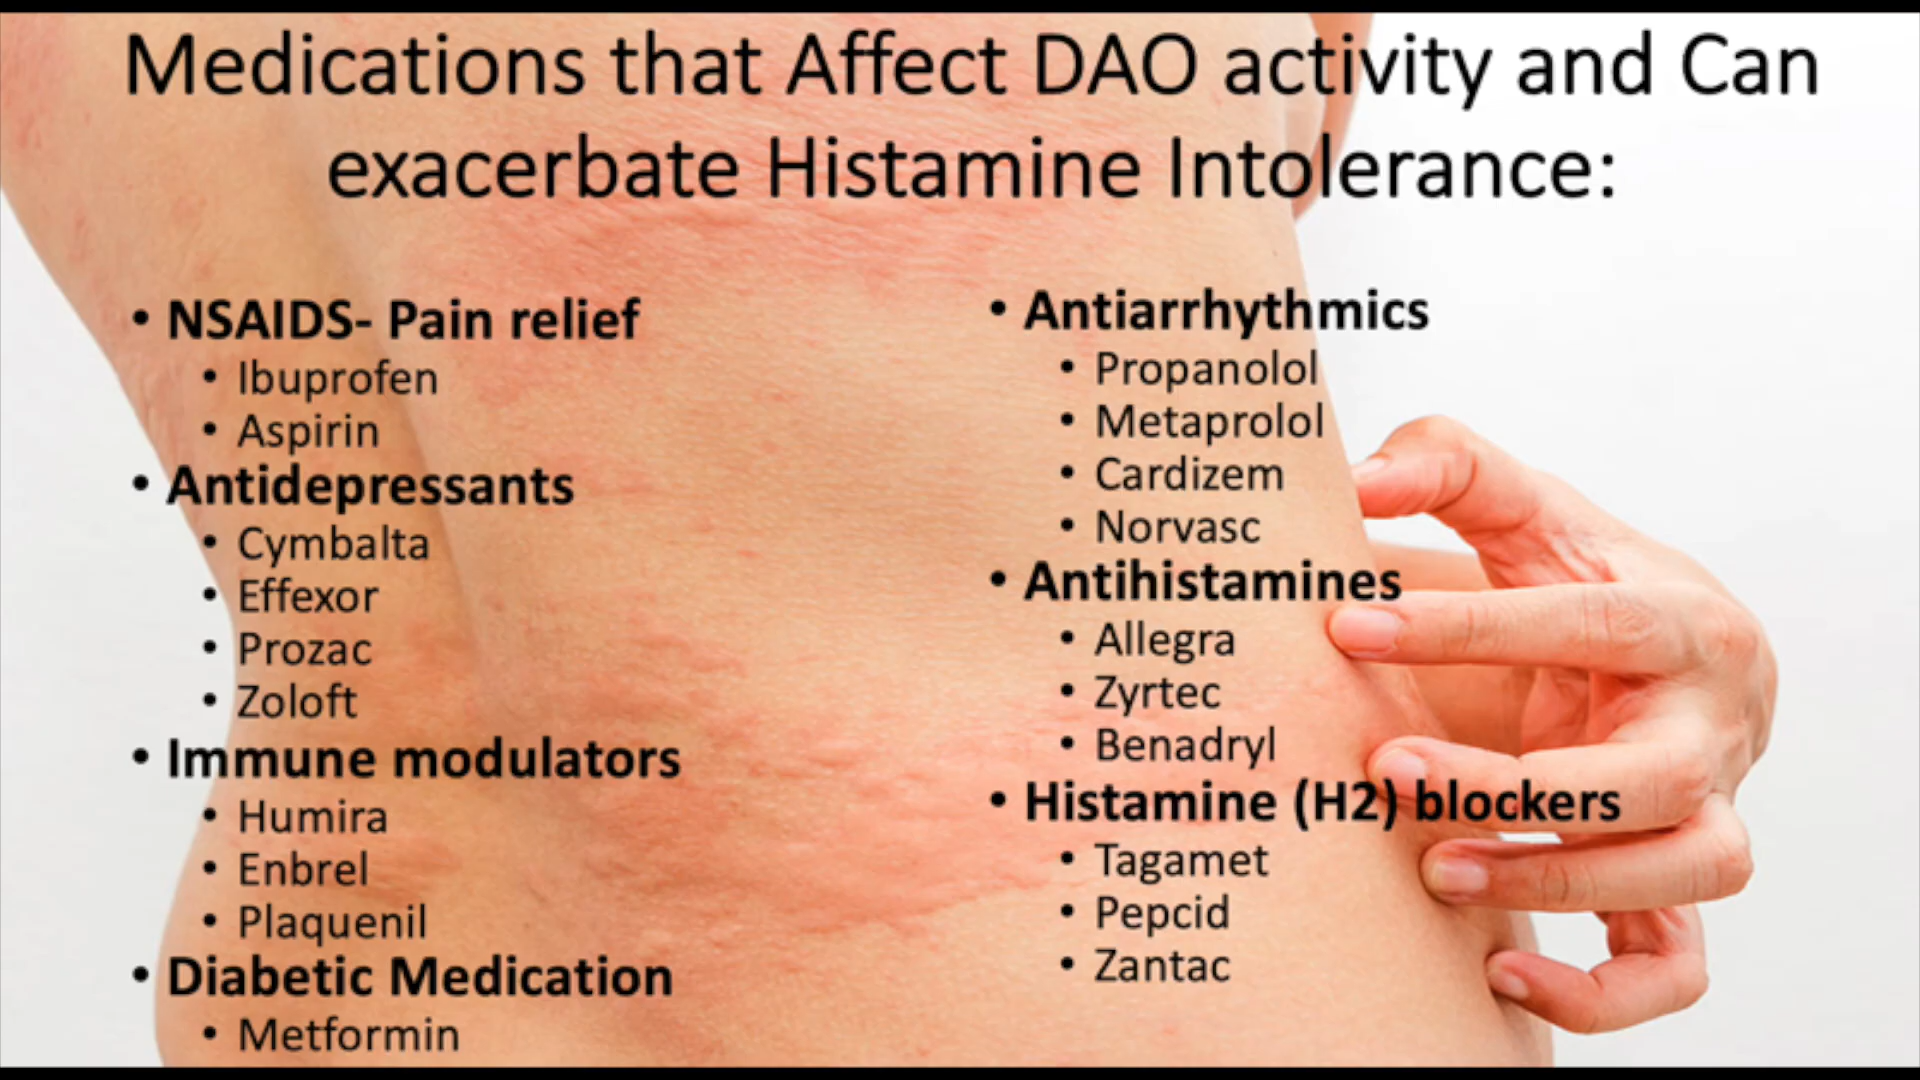 Medications that Affect DAO activity and Can
exacerbate Histamine Intolerance:
• NSAIDS- Pain relief
• Ibuprofen
• Aspirin
• Antidepressants
• Cymbalta
• Effexor
• Prozac
• Zoloft
• Immune modulators
• Humira
• Enbrel
• Plaquenil
• Diabetic Medication
• Metformin
• Antiarrhythmics
• Propanolol
• Metaprolol
• Cardizem
• Norvasc
• Antihistamines
• Allegra
• Zyrtec
• Benadryl
• Histamine (H2) blockers
• Tagamet
• Pepcid
• Zantac